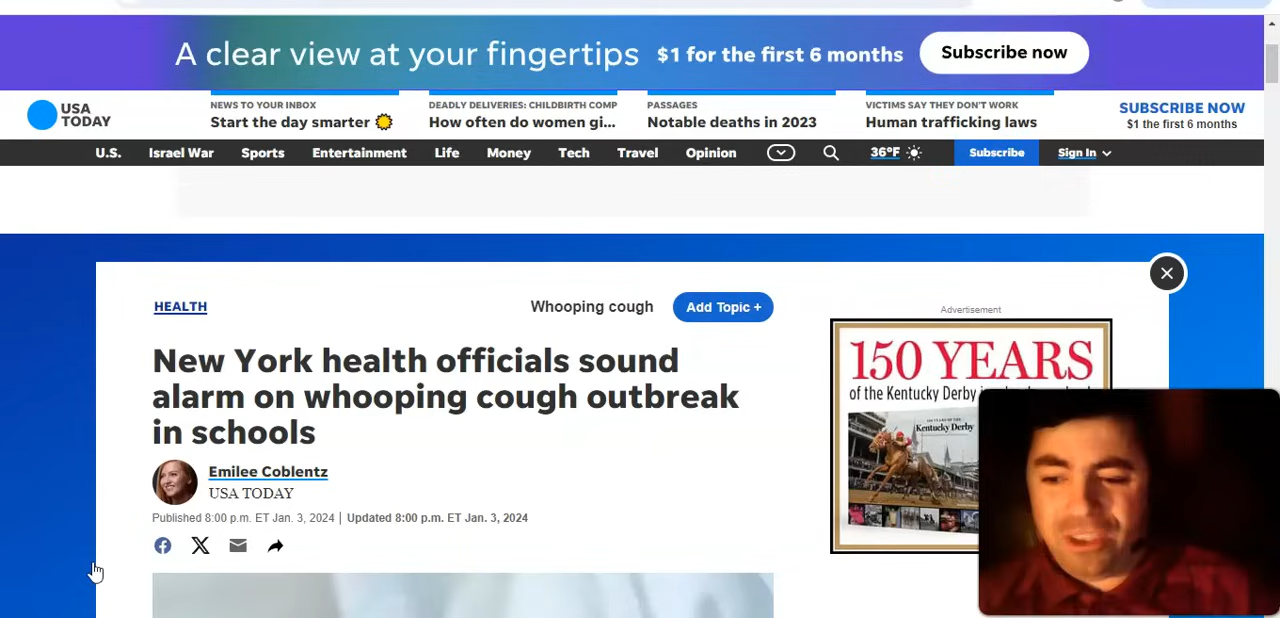 A clear view at your fingertips $1 for the first 6 months Subscribe now
USA
TODAY
NEWS TO YOUR INBOX
Start the day smarter
DEADLY DELIVERIES: CHILDBIRTH COMP
How often do women gi...
PASSAGES
Notable deaths in 2023
VICTIMS SAY THEY DON'T WORK
Human trafficking laws
SUBSCRIBE NOW
$1 the first 6 months
U.S. Israel War Sports Entertainment Life Money Tech Travel Opinion 36°F Subscribe Sign In
HEALTH
Whooping cough Add Topic +
New York health officials sound
alarm on whooping cough outbreak
in schools
Emilee Coblentz
USA TODAY
Published 8:00 p.m. ET Jan. 3, 2024 | Updated 8:00 p.m. ET Jan. 3, 2024
Advertisement
150 YEARS
of the Kentucky Derby
Kentucky Derby